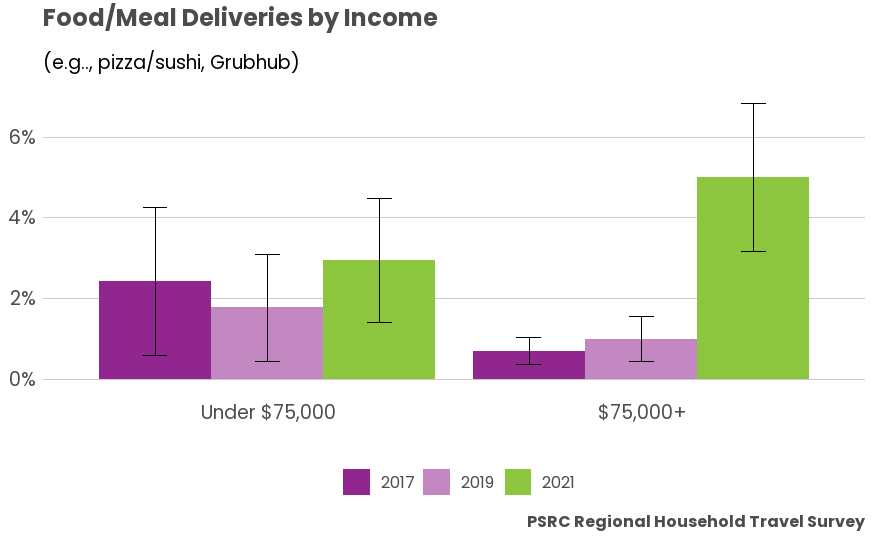 Food/Meal Deliveries by Income
(e.g.., pizza/sushi, Grubhub)
6%
4%
2%
0%
Under $75,000 $75,000+
2017 2019 2021
PSRC Regional Household Travel Survey